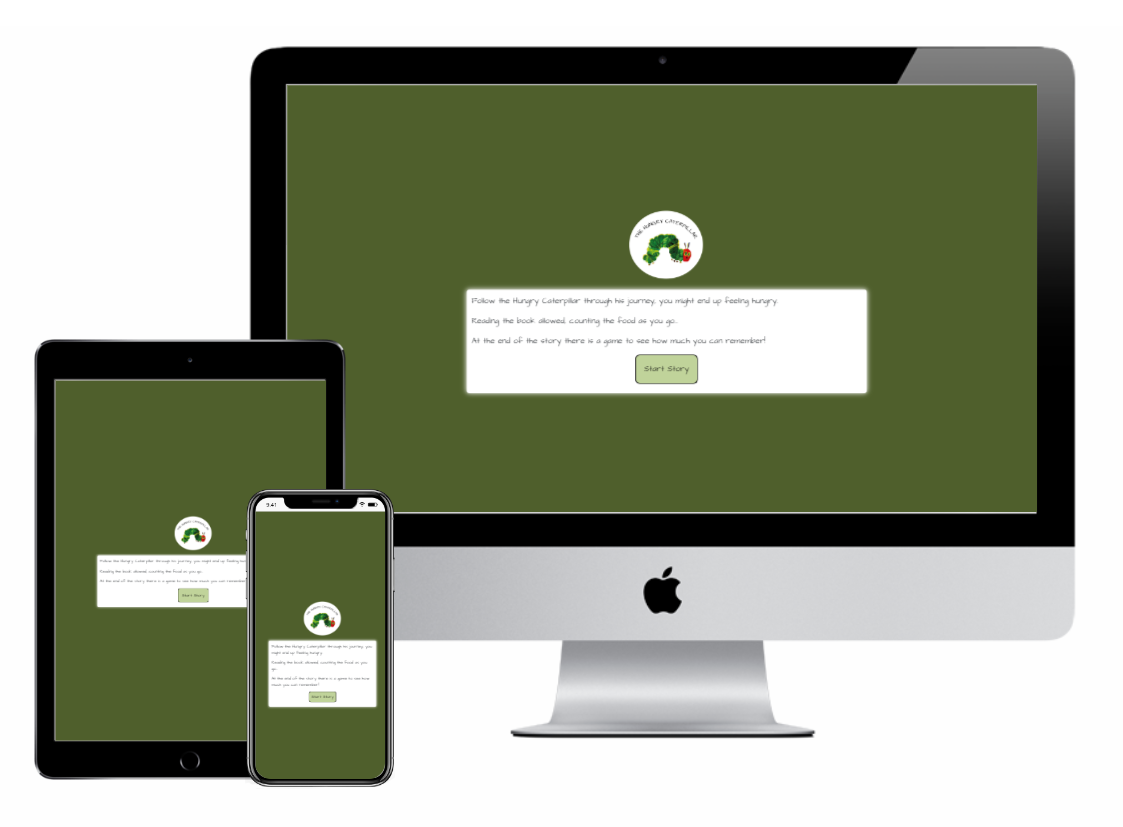 THE HUNGRY CATERPILLAR
Follow the Hungry Caterpillar through his journey, you might end up feeling hungry.
Reading the book allowed, counting the food as you go..
At the end of the story there is a game to see how much you can remember!
Start Story
THE HUNGRY CATERPILLAR
Follow the Hungry Caterpillar through his journey, you might end up feeling
Reading the book allowed, counting the food as you go..
At the end of the story there is a game to see how much you can remember
Start Story
9:41
THE HUNGRY CATERPILLAR
Follow the Hungry Caterpillar through his journey, you
might end up feeling hungry.
Reading the book allowed, counting the food as you
go..
At the end of the story there is a game to see how
much you can remember!
Start Story